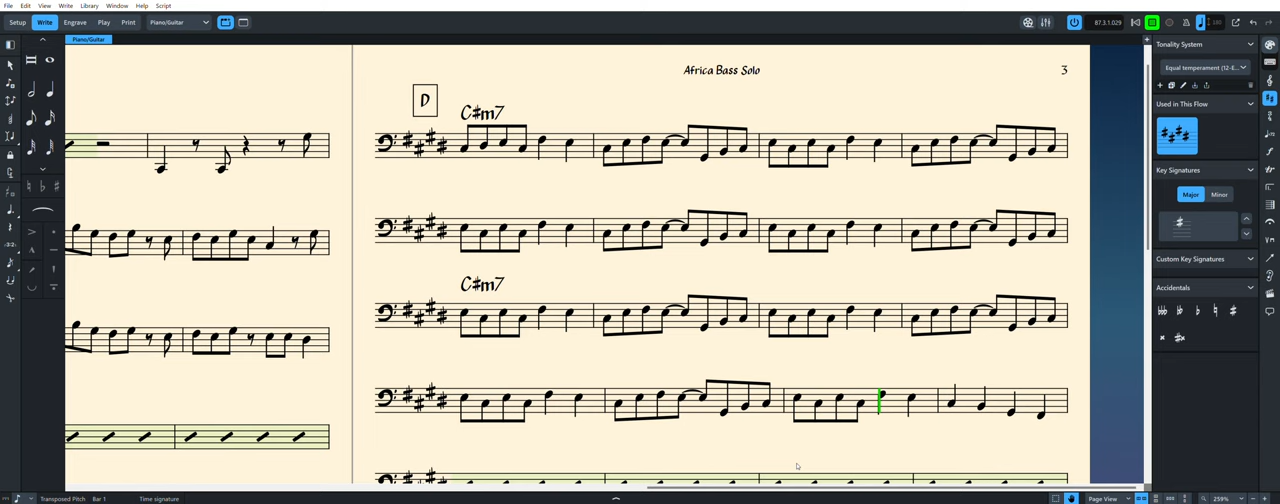 File Edit View Write Library Window Help Script
Setup Write Engrave Play Print Piano/Guitar 87.3.1.029 180
Piano/Guitar
Africa Bass Solo 3
D
C#m7
C#m7
Tonality System
Equal temperament (12-E...
Used in This Flow
Key Signatures
Major Minor
Custom Key Signatures
Accidentals
Transposed Pitch Bar 1 Time signature Page View 259%